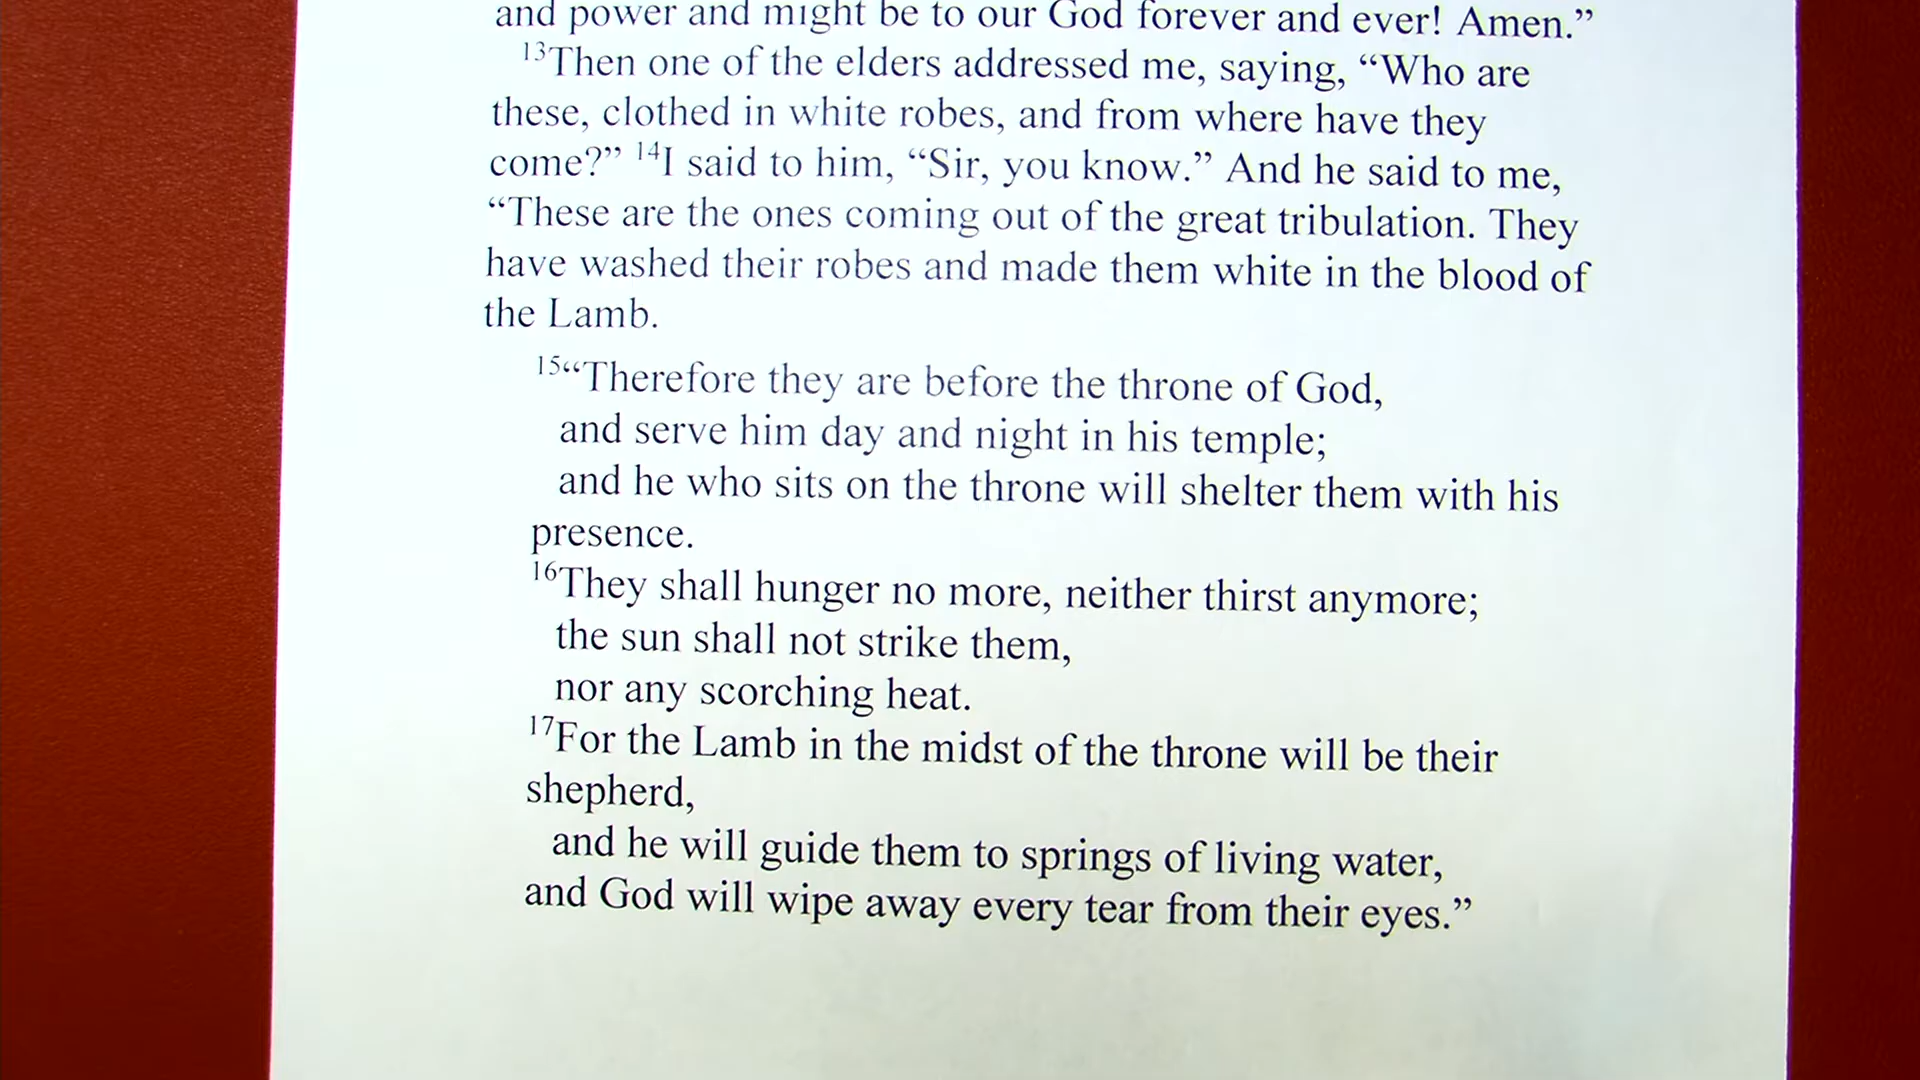 and power and might be to our God forever and ever! Amen.”
13Then one of the elders addressed me, saying, “Who are
these, clothed in white robes, and from where have they
come?” 14I said to him, “Sir, you know.” And he said to me,
“These are the ones coming out of the great tribulation. They
have washed their robes and made them white in the blood of
the Lamb.
15“Therefore they are before the throne of God,
and serve him day and night in his temple;
and he who sits on the throne will shelter them with his
presence.
16They shall hunger no more, neither thirst anymore;
the sun shall not strike them,
nor any scorching heat.
17For the Lamb in the midst of the throne will be their
shepherd,
and he will guide them to springs of living water,
and God will wipe away every tear from their eyes.”